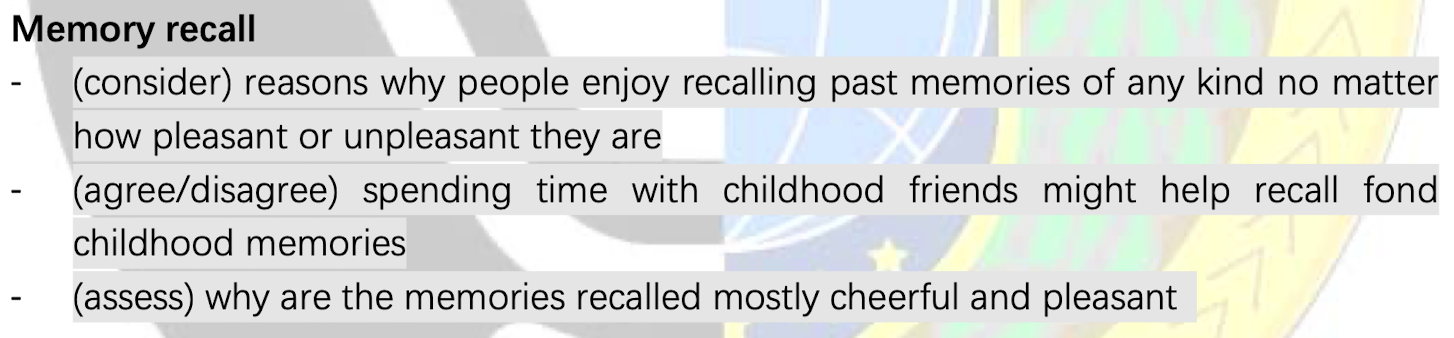 Memory recall
- (consider) reasons why people enjoy recalling past memories of any kind no matter
how pleasant or unpleasant they are
- (agree/disagree) spending time with childhood friends might help recall fond
childhood memories
- (assess) why are the memories recalled mostly cheerful and pleasant